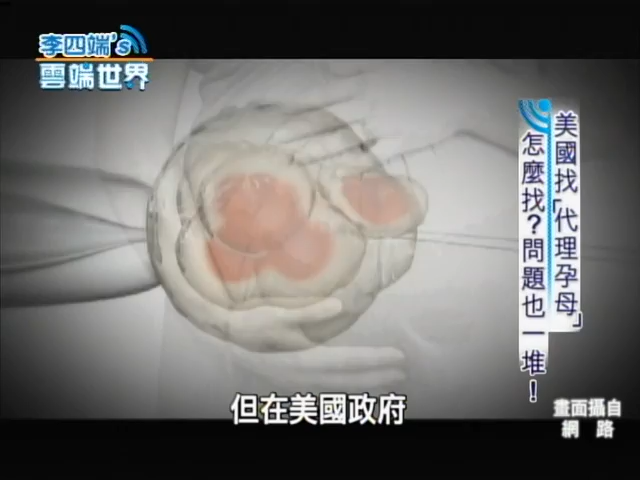 李四端's
雲端世界
美國找「代理孕母」
怎麼找？問題也一堆！
但在美國政府
畫面攝自
網路